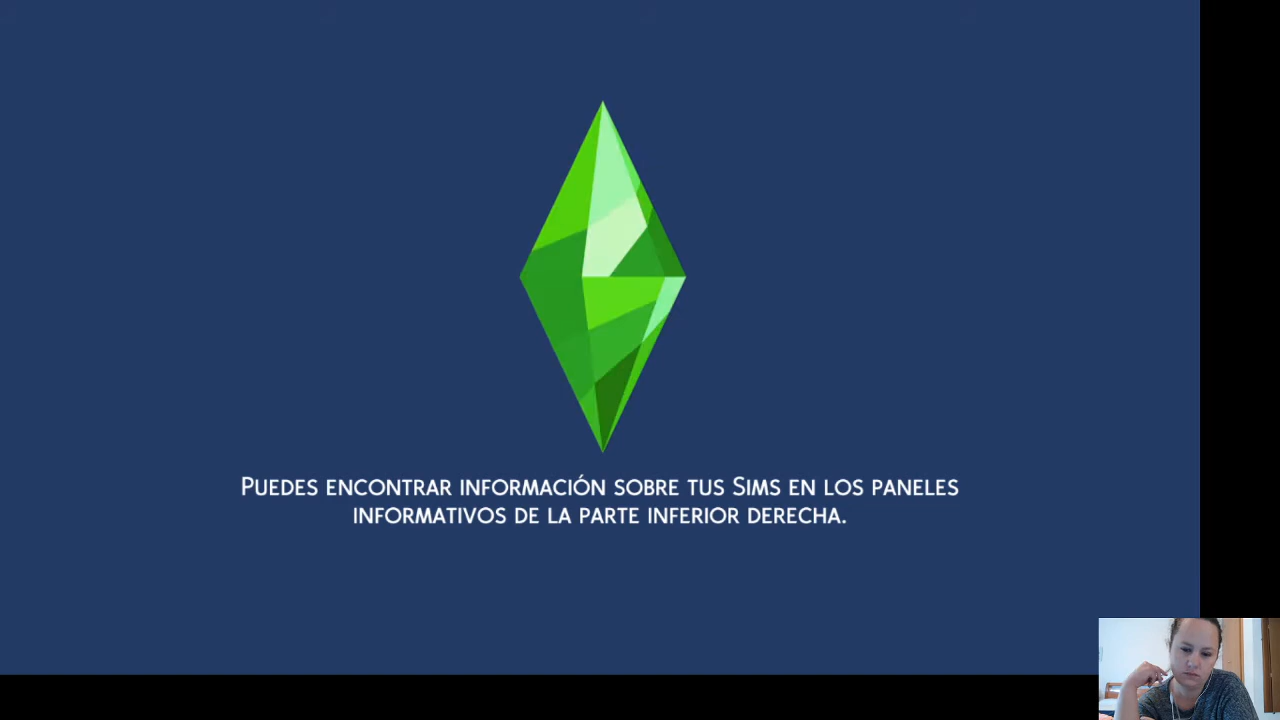 Puedes encontrar información sobre tus Sims en los paneles
informativos de la parte inferior derecha.